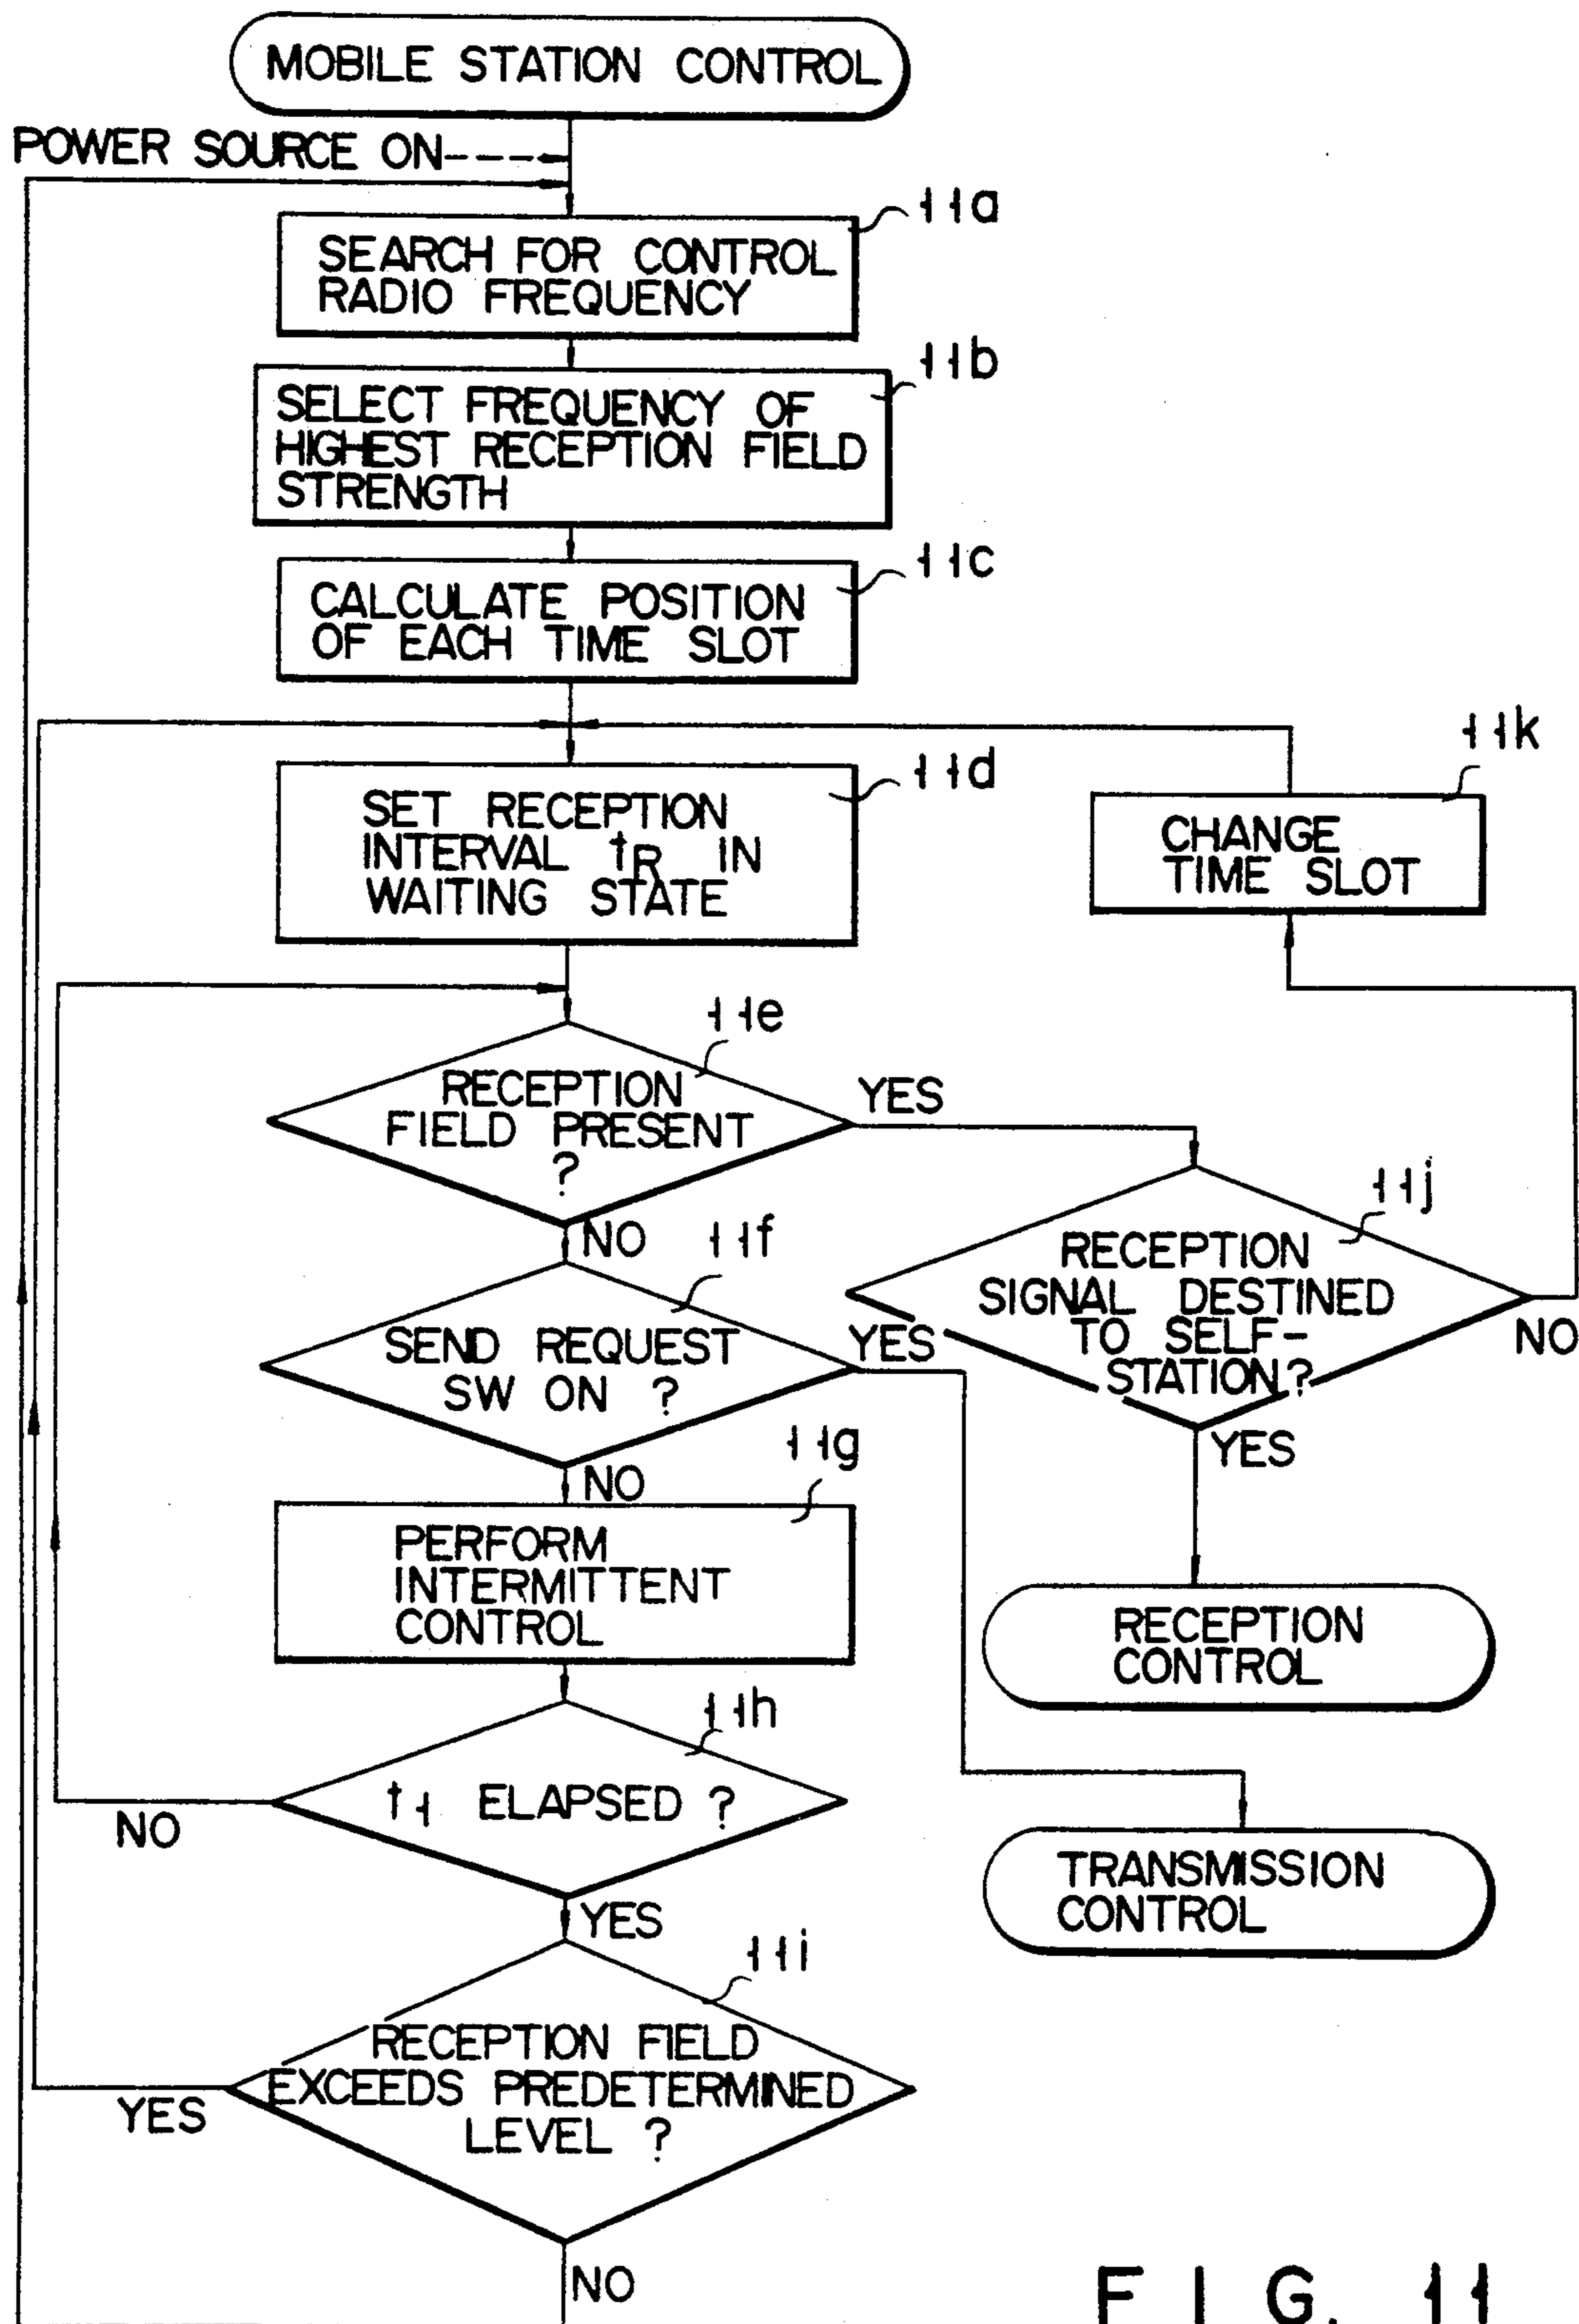 MOBILE STATION CONTROL
POWER SOURCE ON
11a
SEARCH FOR CONTROL
RADIO FREQUENCY
11b
SELECT FREQUENCY OF
HIGHEST RECEPTION FIELD
STRENGTH
11c
CALCULATE POSITION
OF EACH TIME SLOT
11d
SET RECEPTION
INTERVAL tR IN
WAITING STATE
11k
CHANGE
TIME SLOT
11e
RECEPTION
FIELD PRESENT
?
YES
NO
11j
RECEPTION
SIGNAL DESTINED
TO SELF-
STATION?
NO
YES
11f
SEND REQUEST
SW ON ?
YES
NO
11g
PERFORM
INTERMITTENT
CONTROL
RECEPTION
CONTROL
11h
t1 ELAPSED ?
NO
YES
TRANSMISSION
CONTROL
11i
RECEPTION FIELD
EXCEEDS PREDETERMINED
LEVEL ?
YES
NO
FIG. 11